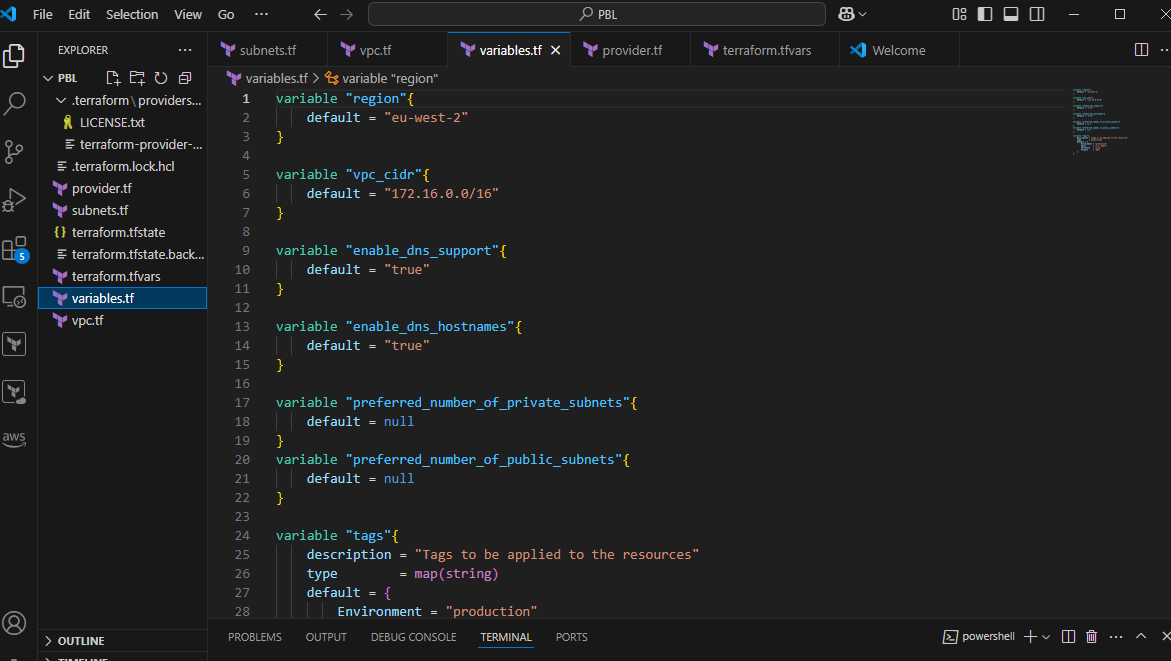 File Edit Selection View Go ··· PBL
EXPLORER ···
PBL
.terraform\providers...
LICENSE.txt
terraform-provider-...
.terraform.lock.hcl
provider.tf
subnets.tf
terraform.tfstate
terraform.tfstate.back...
terraform.tfvars
variables.tf
vpc.tf
5
aws
OUTLINE
TIMELINE
subnets.tf vpc.tf variables.tf provider.tf terraform.tfvars Welcome
variables.tf > variable "region"
1 variable "region"{
2 default = "eu-west-2"
3 }
4
5 variable "vpc_cidr"{
6 default = "172.16.0.0/16"
7 }
8
9 variable "enable_dns_support"{
10 default = "true"
11 }
12
13 variable "enable_dns_hostnames"{
14 default = "true"
15 }
16
17 variable "preferred_number_of_private_subnets"{
18 default = null
19 }
20 variable "preferred_number_of_public_subnets"{
21 default = null
22 }
23
24 variable "tags"{
25 description = "Tags to be applied to the resources"
26 type = map(string)
27 default = {
28 Environment = "production"
PROBLEMS OUTPUT DEBUG CONSOLE TERMINAL PORTS powershell